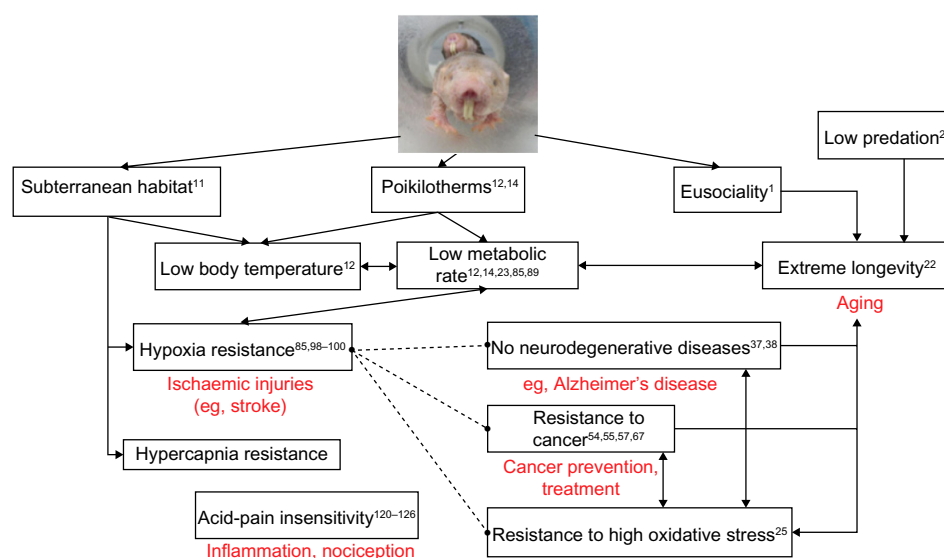 Low predation2
Subterranean habitat11
Poikilotherms12,14
Eusociality1
Low body temperature12
Low metabolic
rate12,14,23,85,89
Extreme longevity22
Aging
Hypoxia resistance85,98–100
No neurodegenerative diseases37,38
Ischaemic injuries
(eg, stroke)
eg, Alzheimer's disease
Resistance to
cancer54,55,57,67
Hypercapnia resistance
Cancer prevention,
treatment
Acid-pain insensitivity120–126
Resistance to high oxidative stress25
Inflammation, nociception